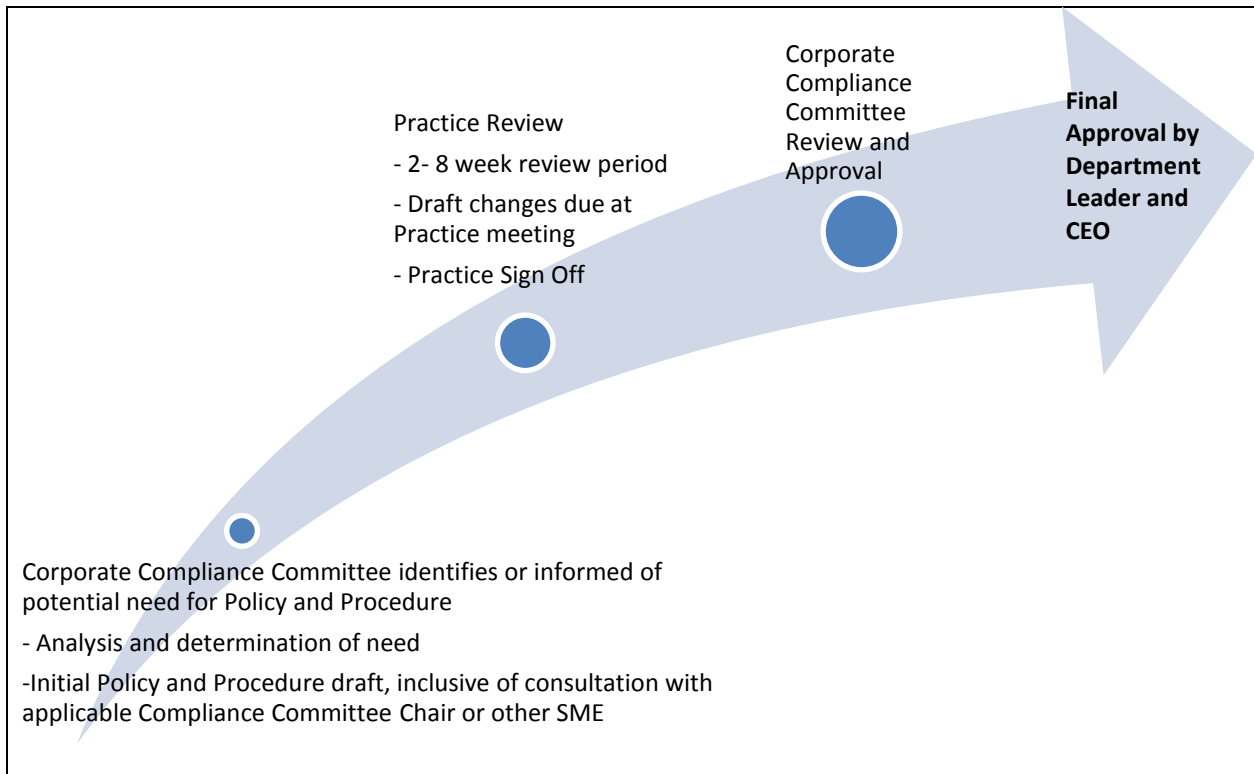 Corporate Compliance Committee identifies or informed of
potential need for Policy and Procedure
- Analysis and determination of need
-Initial Policy and Procedure draft, inclusive of consultation with
applicable Compliance Committee Chair or other SME
Practice Review
- 2- 8 week review period
- Draft changes due at
Practice meeting
- Practice Sign Off
Corporate
Compliance
Committee
Review and
Approval
Final
Approval by
Department
Leader and
CEO